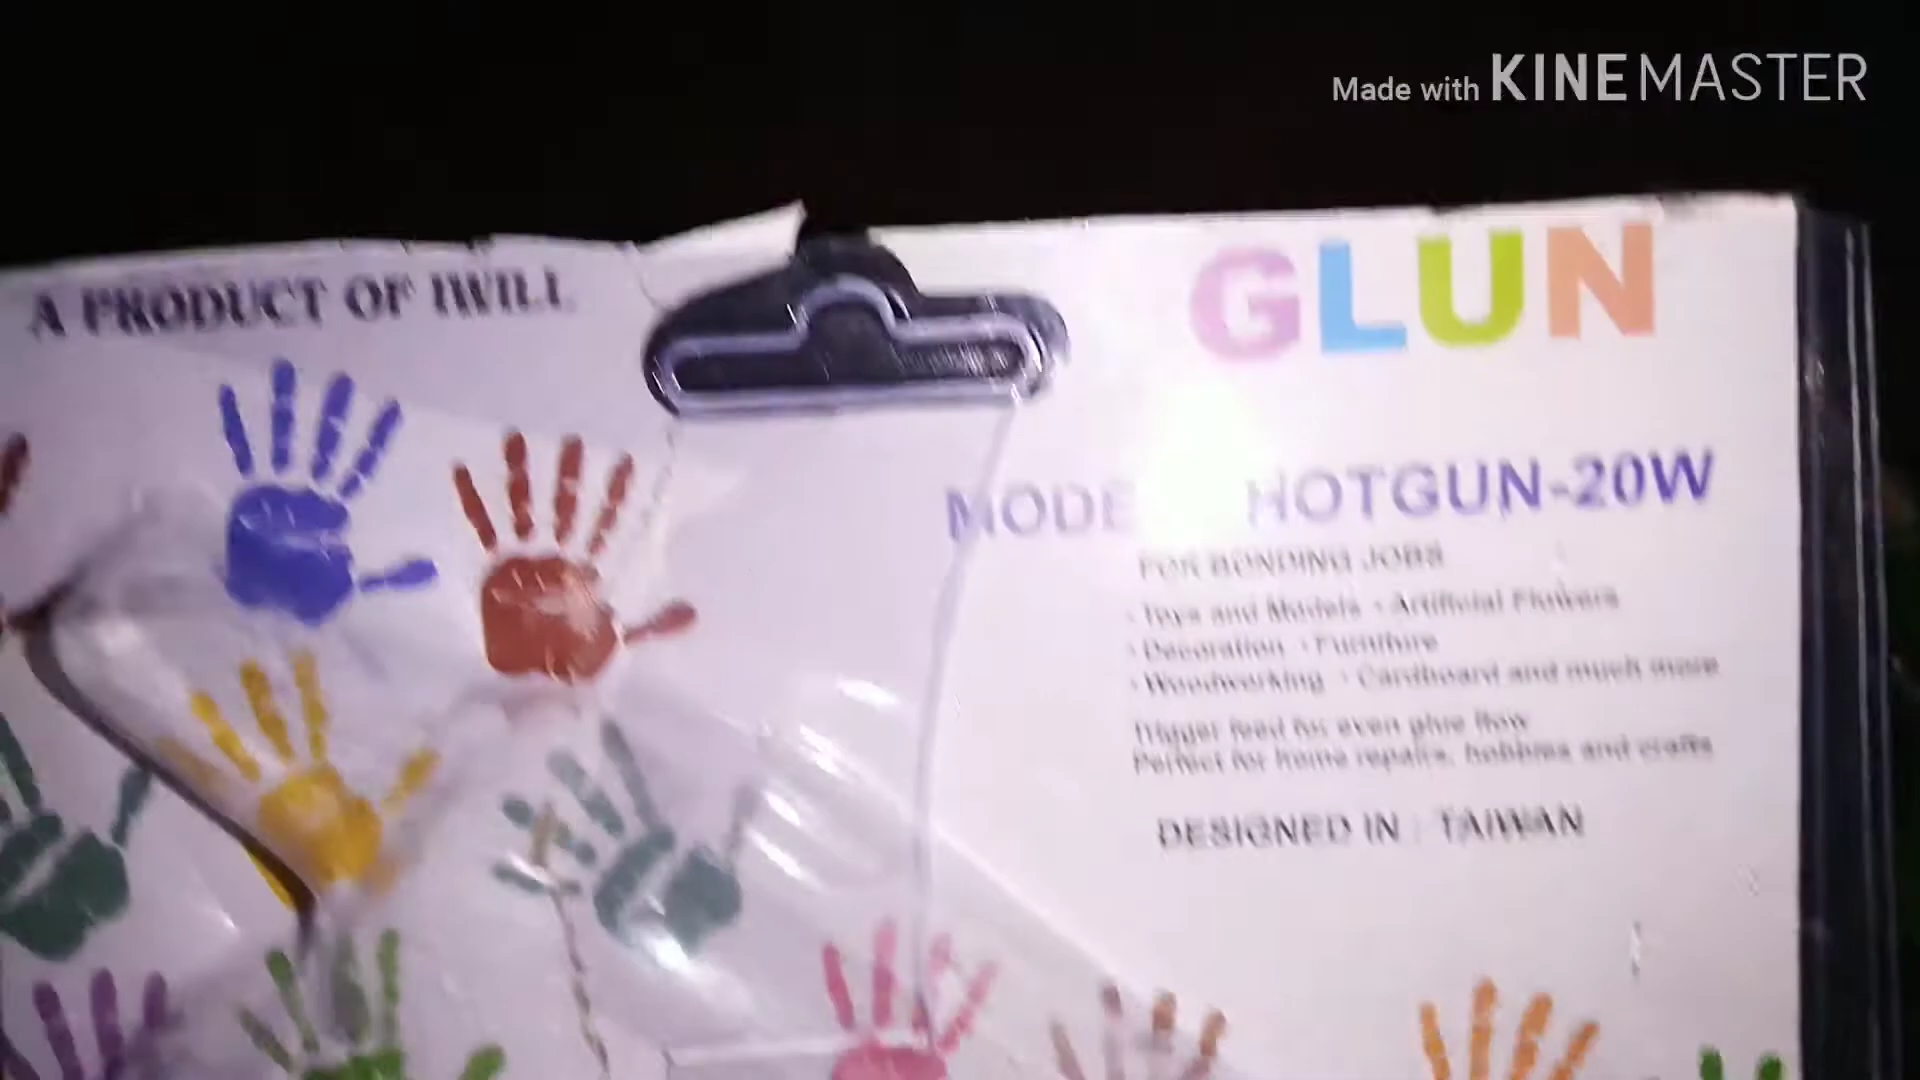 Made with KINEMASTER
A PRODUCT OF IWILL
GLUN
MODE HOTGUN-20W
FOR BONDING JOBS
· Toys and Models · Artificial Flowers
· Decoration · Furniture
· Woodworking · Cardboard and much more
Trigger feed for even glue flow
Perfect for home repairs, hobbies and crafts
DESIGNED IN : TAIWAN